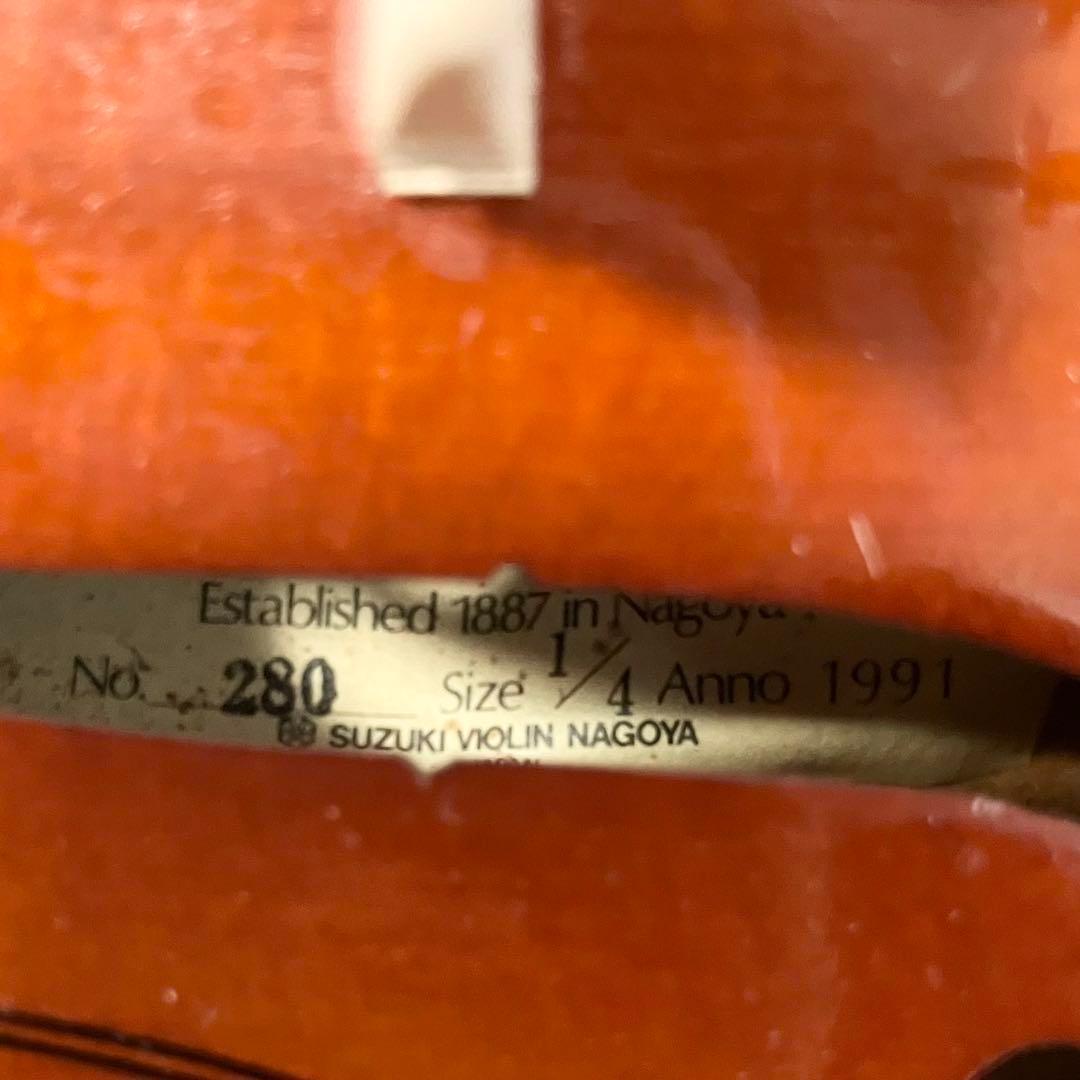 Established 1887 in Nagoya
No. 280 Size 1/4 Anno 1991
SUZUKI VIOLIN NAGOYA